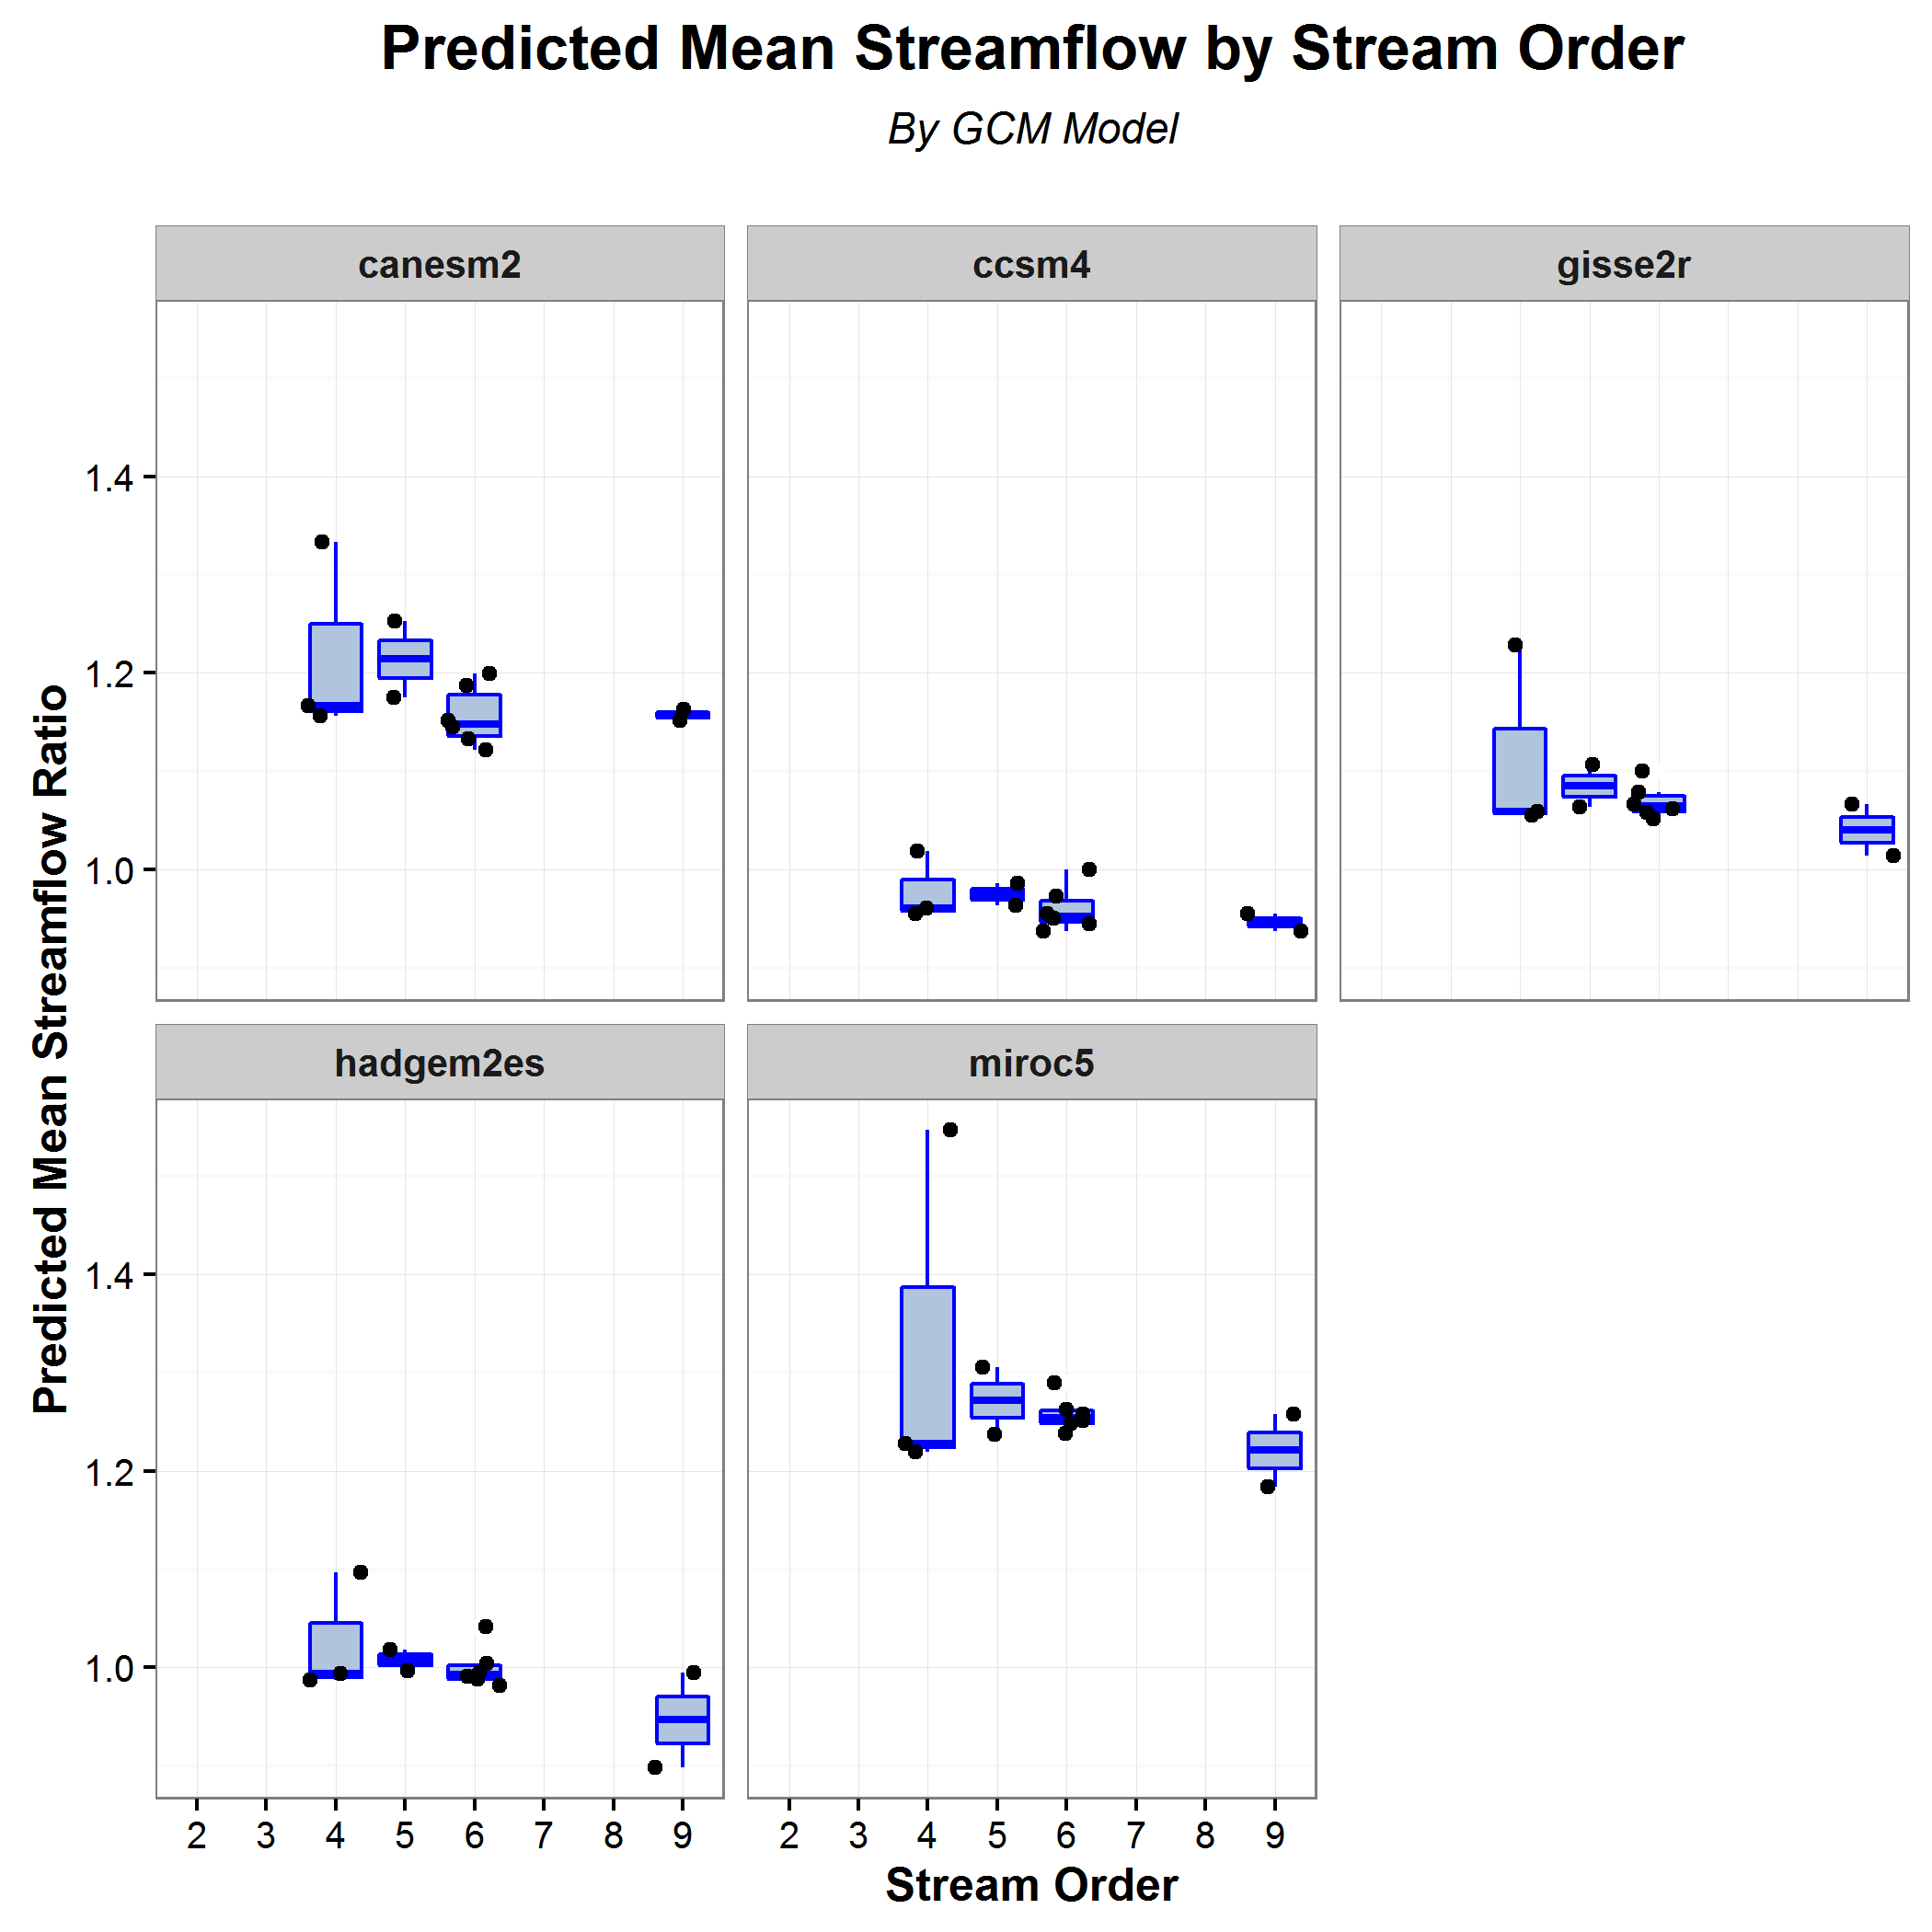 Predicted Mean Streamflow by Stream Order
By GCM Model
canesm2
ccsm4
gisse2r
1.4
1.2
1.0
Predicted Mean Streamflow Ratio
hadgem2es
miroc5
1.4
1.2
1.0
2 3 4 5 6 7 8 9
2 3 4 5 6 7 8 9
Stream Order